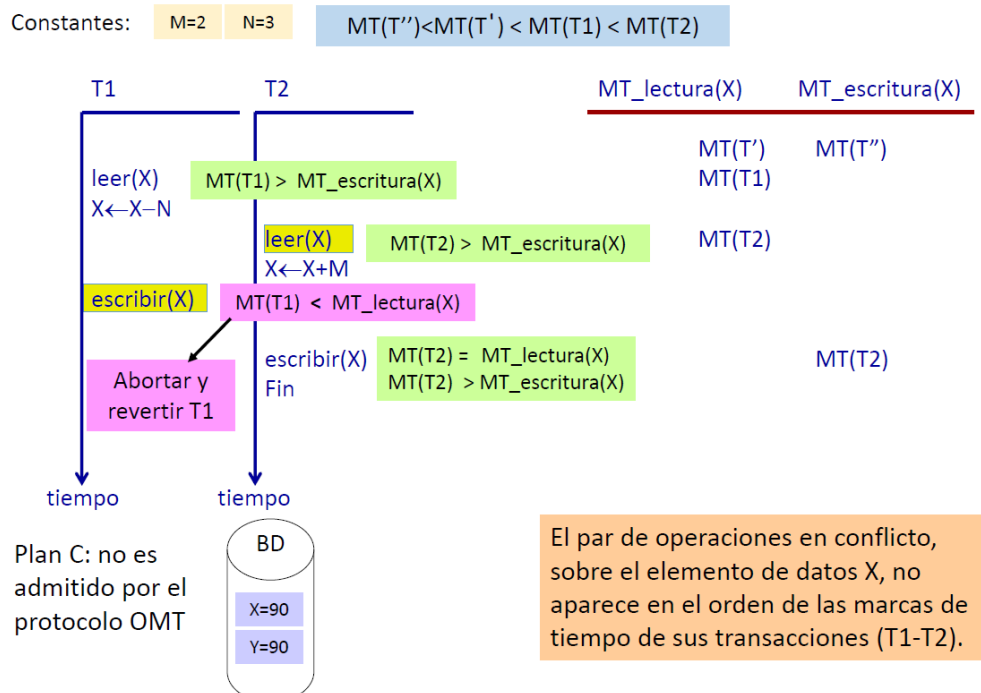 Constantes: M=2 N=3 MT(T'')<MT(T') < MT(T1) < MT(T2)
T1 T2 MT_lectura(X) MT_escritura(X)
MT(T') MT(T'')
leer(X) MT(T1) > MT_escritura(X) MT(T1)
X←X−N
leer(X) MT(T2) > MT_escritura(X) MT(T2)
X←X+M
escribir(X) MT(T1) < MT_lectura(X)
escribir(X) MT(T2) = MT_lectura(X) MT(T2)
Fin MT(T2) > MT_escritura(X)
Abortar y
revertir T1
tiempo tiempo
Plan C: no es
admitido por el
protocolo OMT
BD
X=90
Y=90
El par de operaciones en conflicto,
sobre el elemento de datos X, no
aparece en el orden de las marcas de
tiempo de sus transacciones (T1-T2).